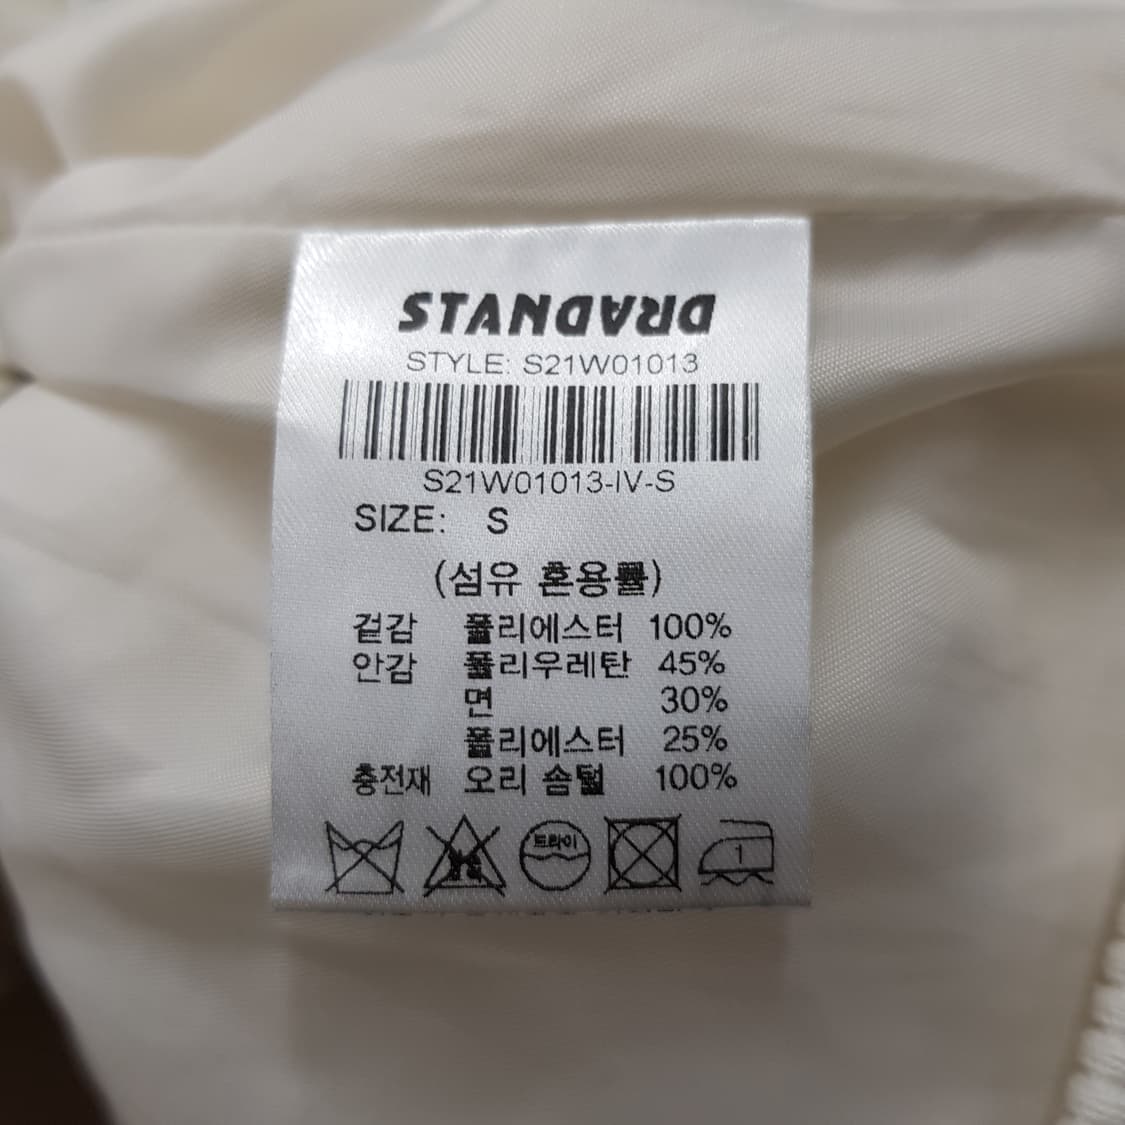 STANDARD
STYLE: S21W01013
S21W01013-IV-S
SIZE: S
(섬유 혼용률)
겉감 폴리에스터 100%
안감 폴리우레탄 45%
면 30%
폴리에스터 25%
충전재 오리 솜털 100%
드라이 1